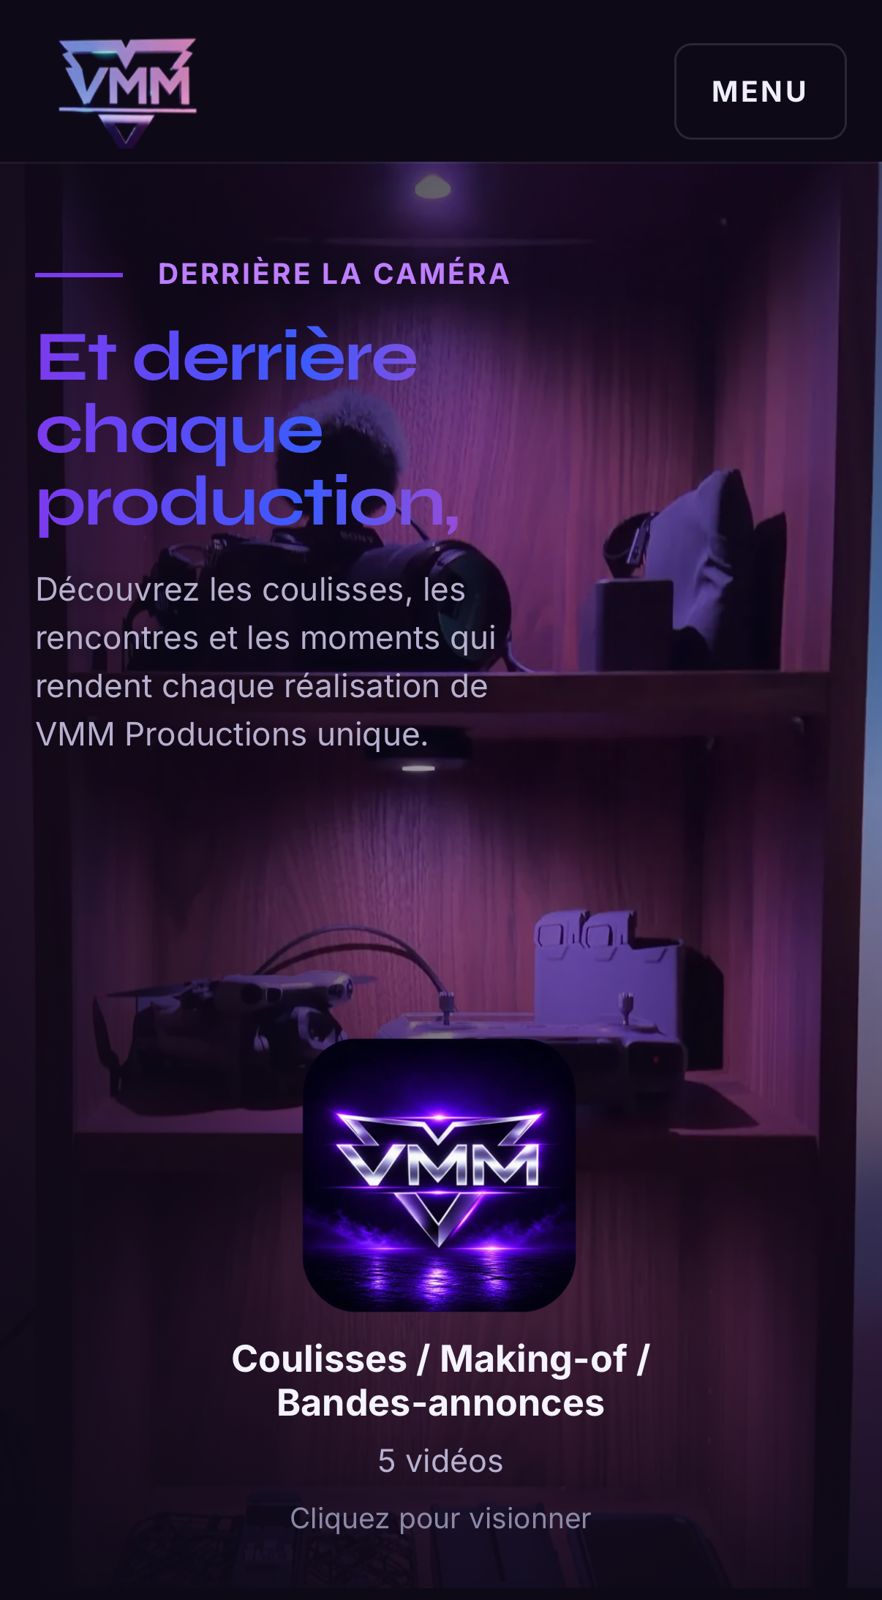 VMM
MENU
DERRIÈRE LA CAMÉRA
Et derrière
chaque
production,
Découvrez les coulisses, les
rencontres et les moments qui
rendent chaque réalisation de
VMM Productions unique.
VMM
Coulisses / Making-of /
Bandes-annonces
5 vidéos
Cliquez pour visionner